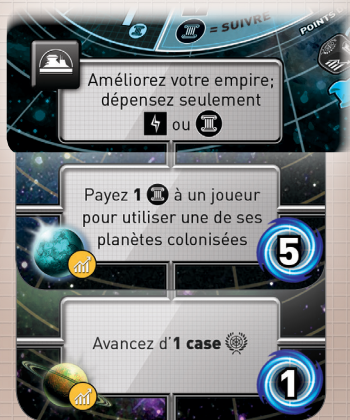 = SUIVRE
POINTS
Améliorez votre empire;
dépensez seulement
ou
Payez 1 à un joueur
pour utiliser une de ses
planètes colonisées
5
Avancez d'1 case
1